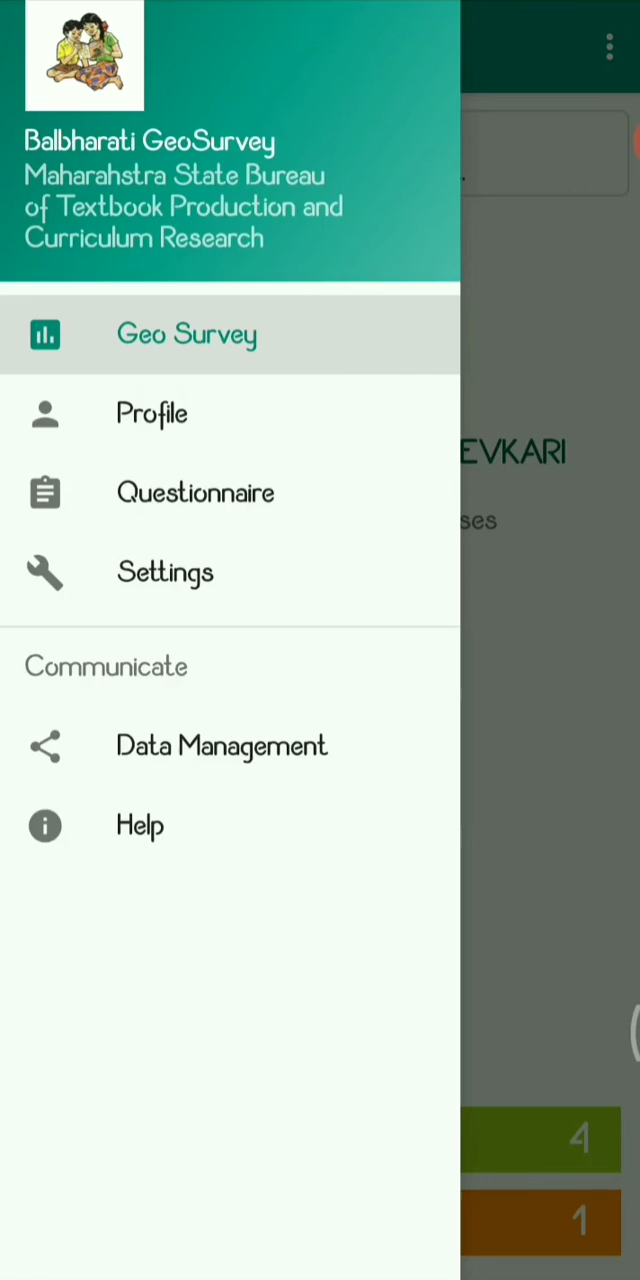 Balbharati GeoSurvey
Maharahstra State Bureau
of Textbook Production and
Curriculum Research
Geo Survey
Profile
EVKARI
Questionnaire
ses
Settings
Communicate
Data Management
Help
4
1